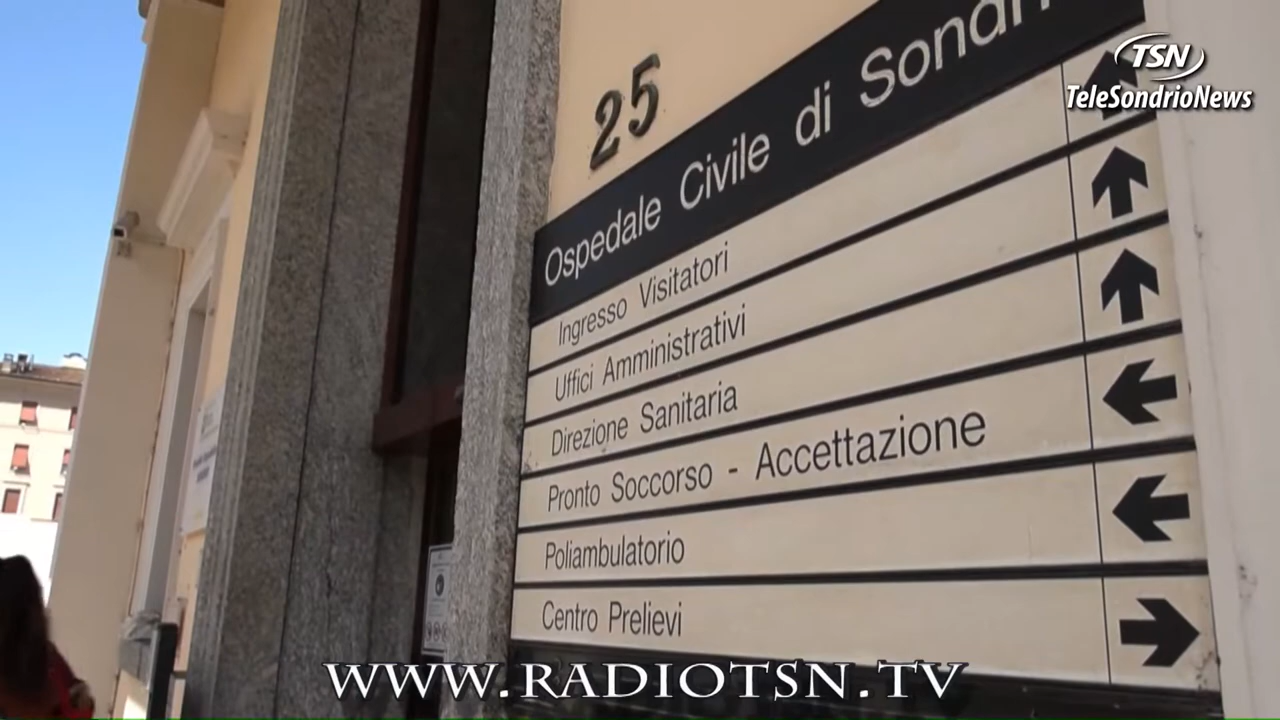 TSN
TeleSondrioNews
25
Ospedale Civile di Sondri
Ingresso Visitatori
Uffici Amministrativi
Direzione Sanitaria
Pronto Soccorso - Accettazione
Poliambulatorio
Centro Prelievi
WWW.RADIOTSN.TV